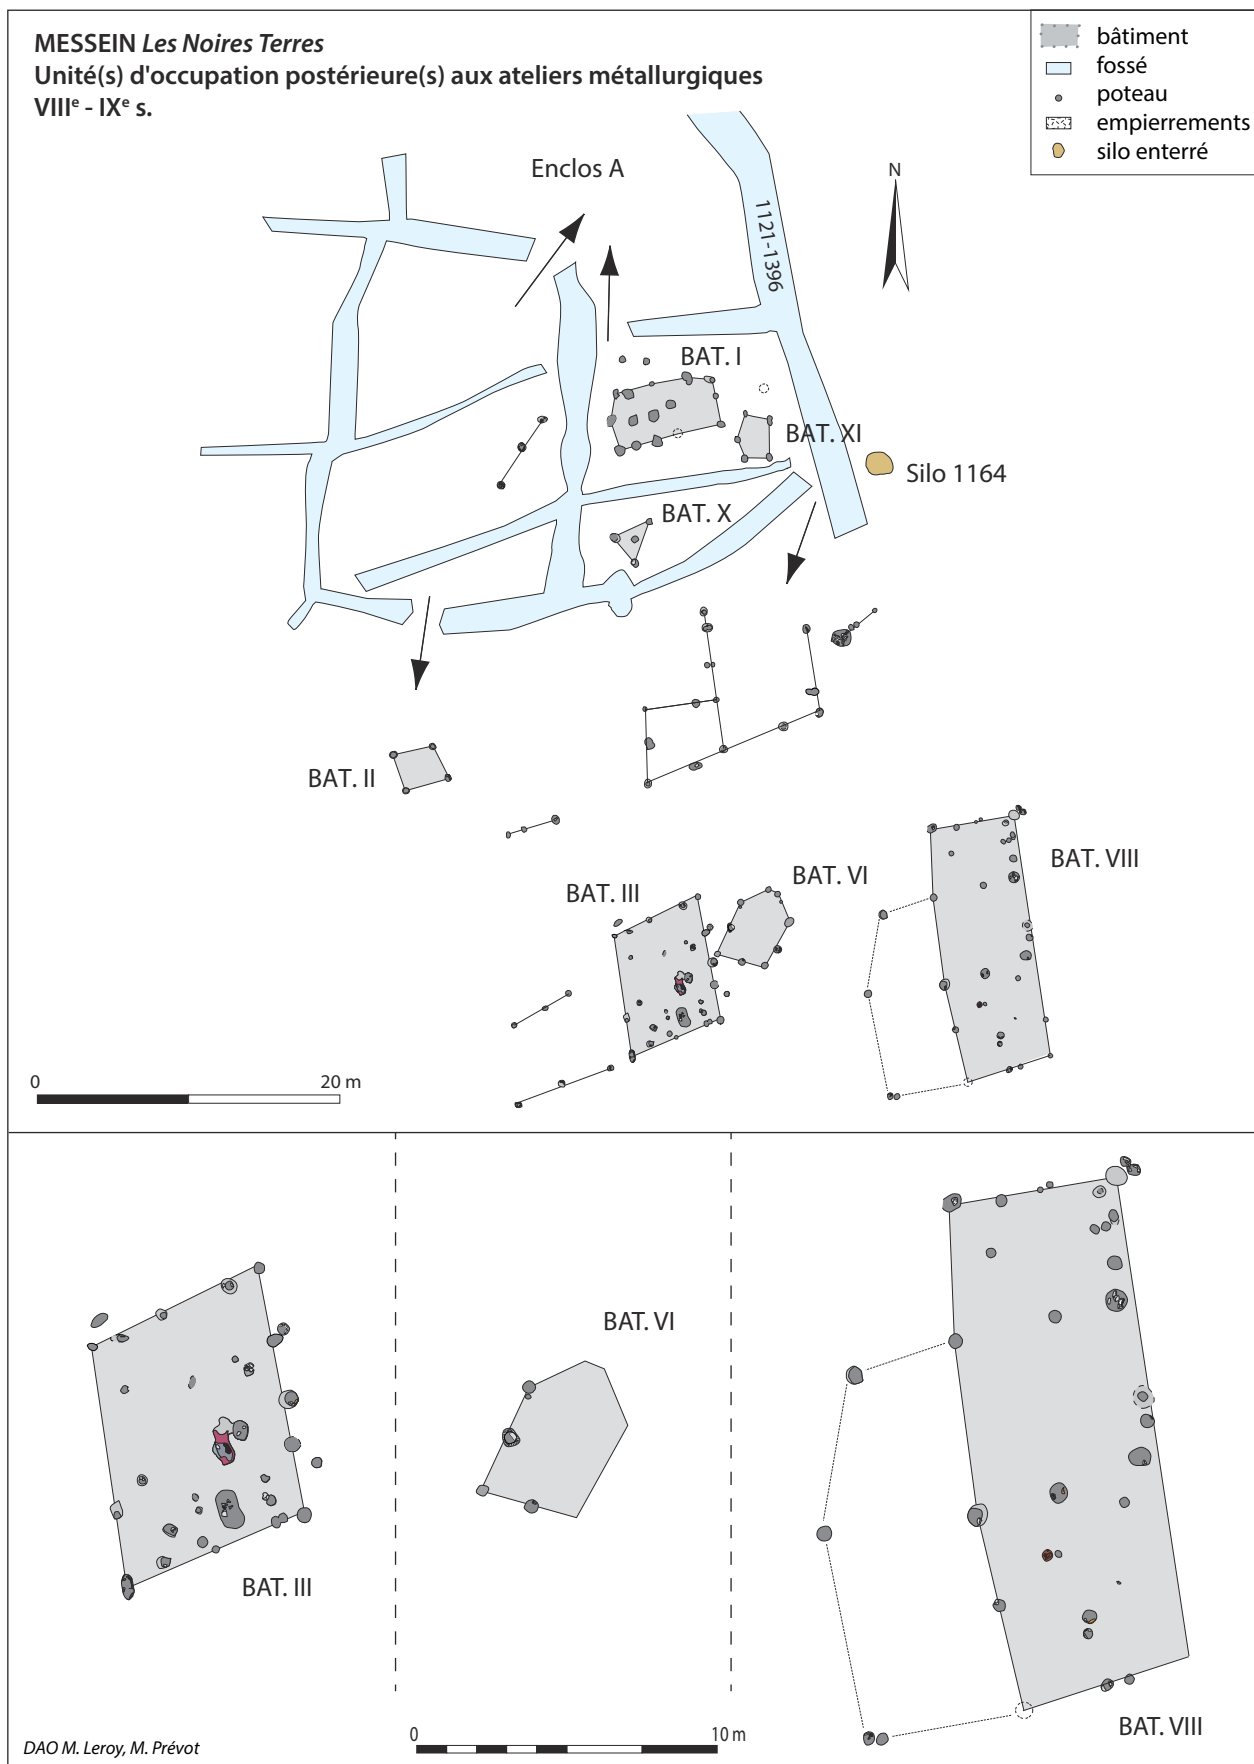 MESSEIN Les Noires Terres
Unité(s) d'occupation postérieure(s) aux ateliers métallurgiques
VIIIe - IXe s.
bâtiment
fossé
poteau
empierrements
silo enterré
Enclos A
N
1121-1396
BAT. I
BAT. XI
Silo 1164
BAT. X
BAT. II
BAT. VIII
BAT. VI
BAT. III
0 20 m
BAT. VI
BAT. III
BAT. VIII
0 10 m
DAO M. Leroy, M. Prévot